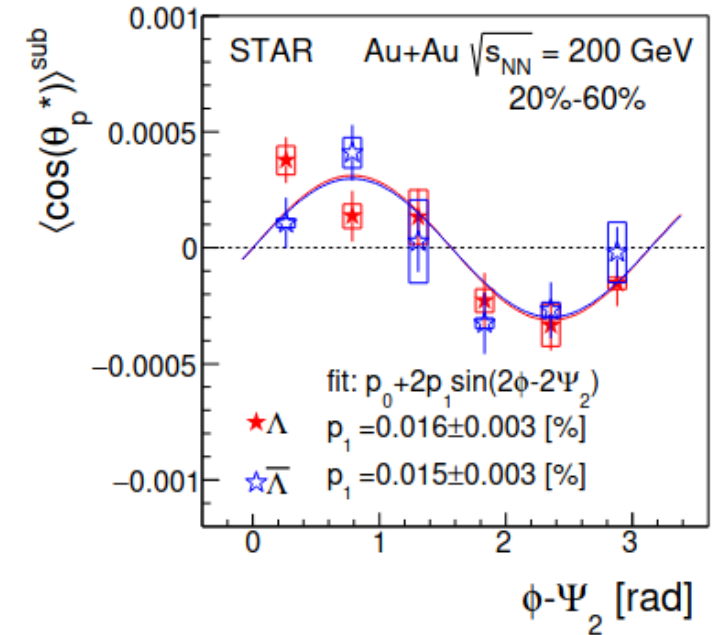 ⟨cos(θ_p*)⟩^sub
0.001
0.0005
0
−0.0005
−0.001
STAR Au+Au √s_NN = 200 GeV
20%-60%
fit: p_0+2p_1sin(2ϕ-2Ψ_2)
Λ p_1 =0.016±0.003 [%]
Λ̅ p_1 =0.015±0.003 [%]
0 1 2 3
ϕ-Ψ_2 [rad]